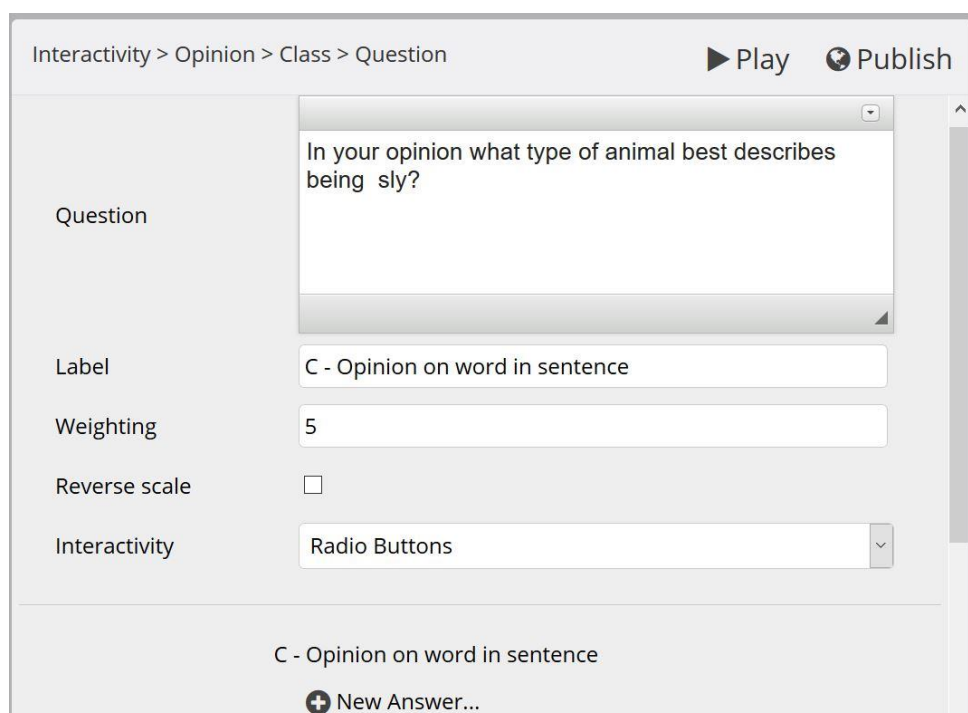 Interactivity > Opinion > Class > Question
Play
Publish
In your opinion what type of animal best describes
being  sly?
Question
Label
C - Opinion on word in sentence
Weighting
5
Reverse scale
Interactivity
Radio Buttons
C - Opinion on word in sentence
New Answer...